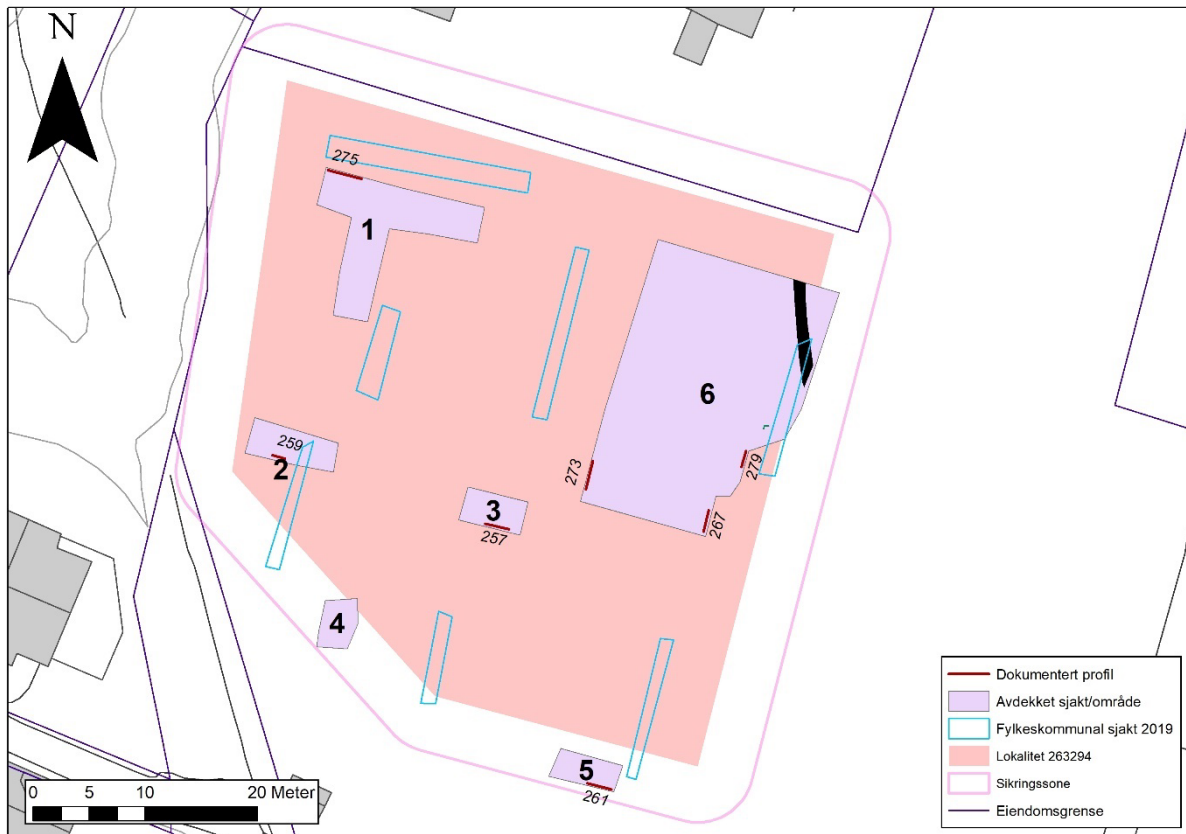 N
275
1
6
259
2
273
279
3
267
257
4
5
261
Dokumentert profil
Avdekket sjakt/område
Fylkeskommunal sjakt 2019
Lokalitet 263294
Sikringssone
Eiendomsgrense
0 5 10 20 Meter